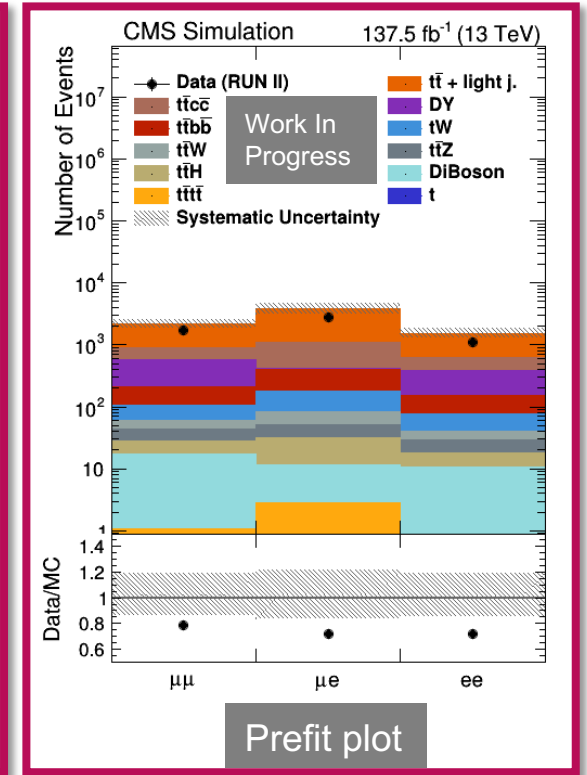 CMS Simulation 137.5 fb⁻¹ (13 TeV)
Number of Events
Data (RUN II)
tt̄cc̄
tt̄bb̄
tt̄W
tt̄H
tt̄tt̄
Systematic Uncertainty
tt̄ + light j.
DY
tW
tt̄Z
DiBoson
t
Work In
Progress
10⁷
10⁶
10⁵
10⁴
10³
10²
10
1
Data/MC
1.4
1.2
1
0.8
0.6
μμ μe ee
Prefit plot